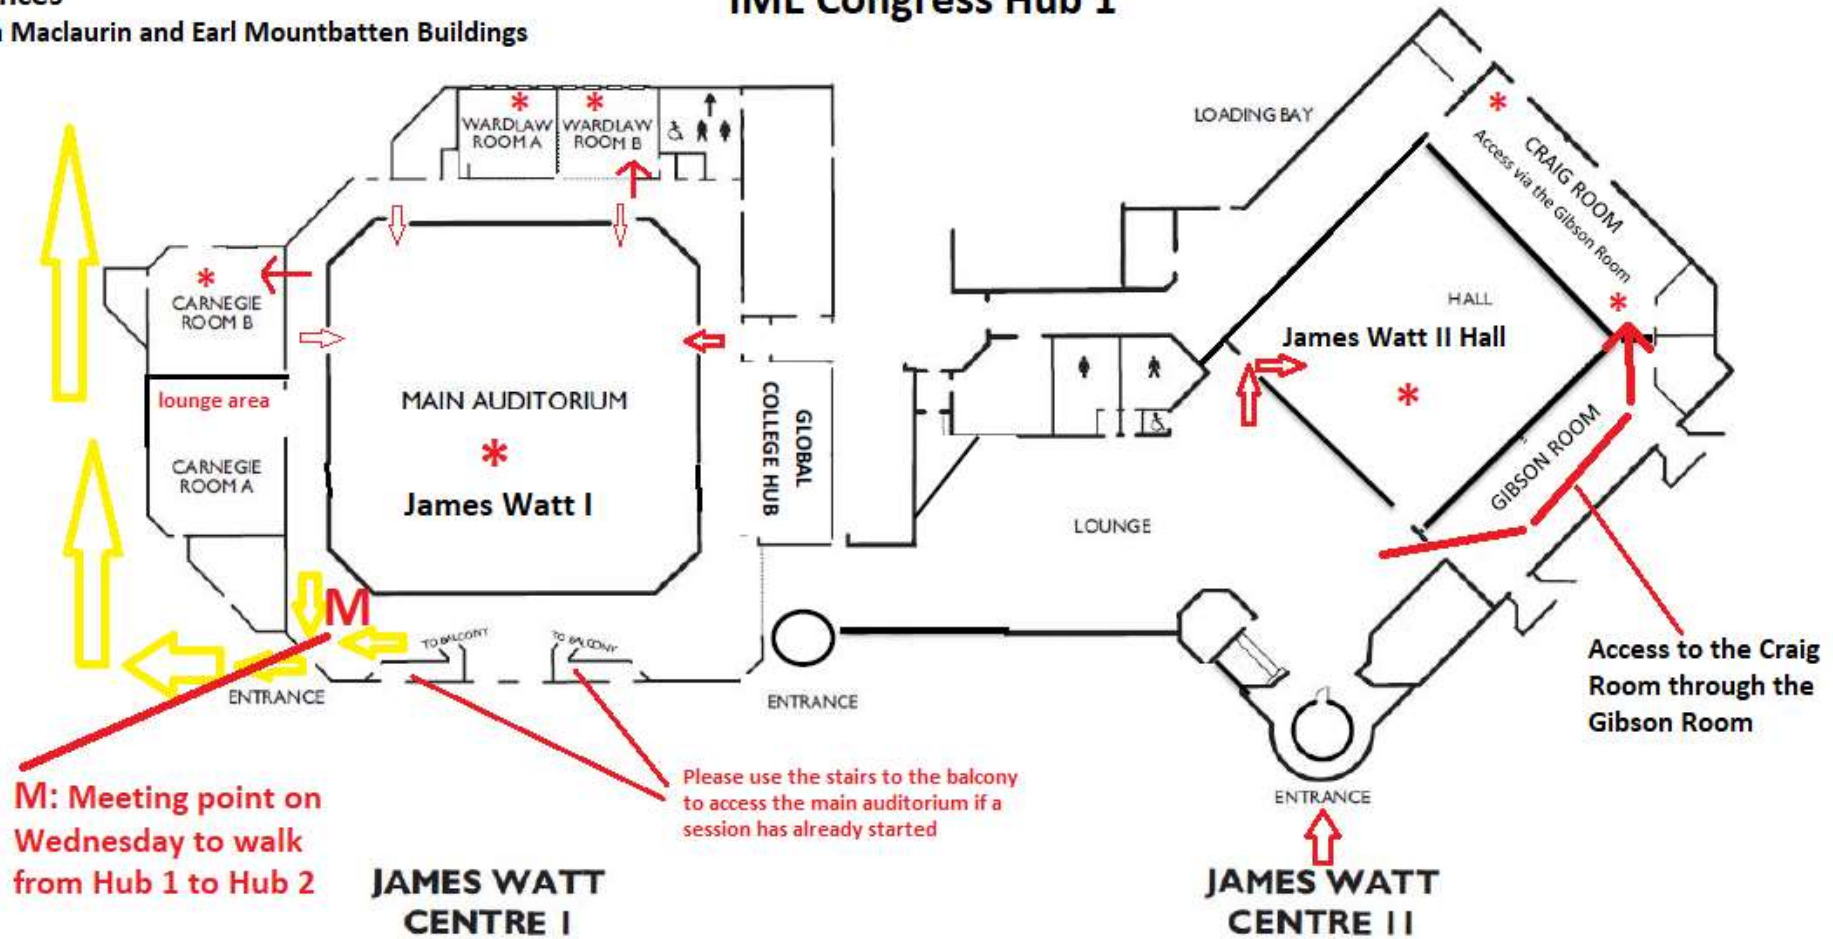 Maclaurin and Earl Mountbatten Buildings
IML Congress Hub 1
WARDLAW
ROOM A
WARDLAW
ROOM B
LOADING BAY
CRAIG ROOM
Access via the Gibson Room
CARNEGIE
ROOM B
lounge area
CARNEGIE
ROOM A
MAIN AUDITORIUM
James Watt I
GLOBAL
COLLEGE HUB
HALL
James Watt II Hall
GIBSON ROOM
LOUNGE
M
TO BALCONY
TO BALCONY
ENTRANCE
ENTRANCE
ENTRANCE
Access to the Craig
Room through the
Gibson Room
M: Meeting point on
Wednesday to walk
from Hub 1 to Hub 2
Please use the stairs to the balcony
to access the main auditorium if a
session has already started
JAMES WATT
CENTRE I
JAMES WATT
CENTRE II